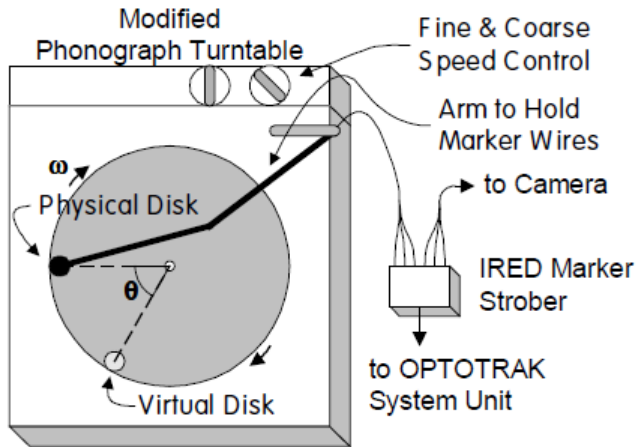 Modified
Phonograph Turntable
Fine & Coarse
Speed Control
Arm to Hold
Marker Wires
ω
Physical Disk
to Camera
θ
IRED Marker
Strober
Virtual Disk
to OPTOTRAK
System Unit